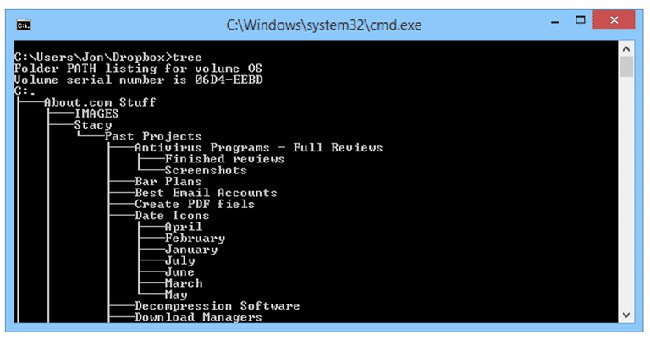 C:\Windows\system32\cmd.exe
C:\Users\Jon\Dropbox>tree
Folder PATH listing for volume OS
Volume serial number is 06D4-EEBD
C:.
├───About.com Stuff
│   ├───IMAGES
│   ├───Stacy
│   │   └───Past Projects
│   │       ├───Antivirus Programs - Full Reviews
│   │       │   ├───Finished reviews
│   │       │   └───Screenshots
│   │       ├───Bar Plans
│   │       ├───Best Email Accounts
│   │       ├───Create PDF fiels
│   │       ├───Date Icons
│   │       │   ├───April
│   │       │   ├───February
│   │       │   ├───January
│   │       │   ├───July
│   │       │   ├───June
│   │       │   ├───March
│   │       │   └───May
│   │       ├───Decompression Software
│   │       ├───Download Managers